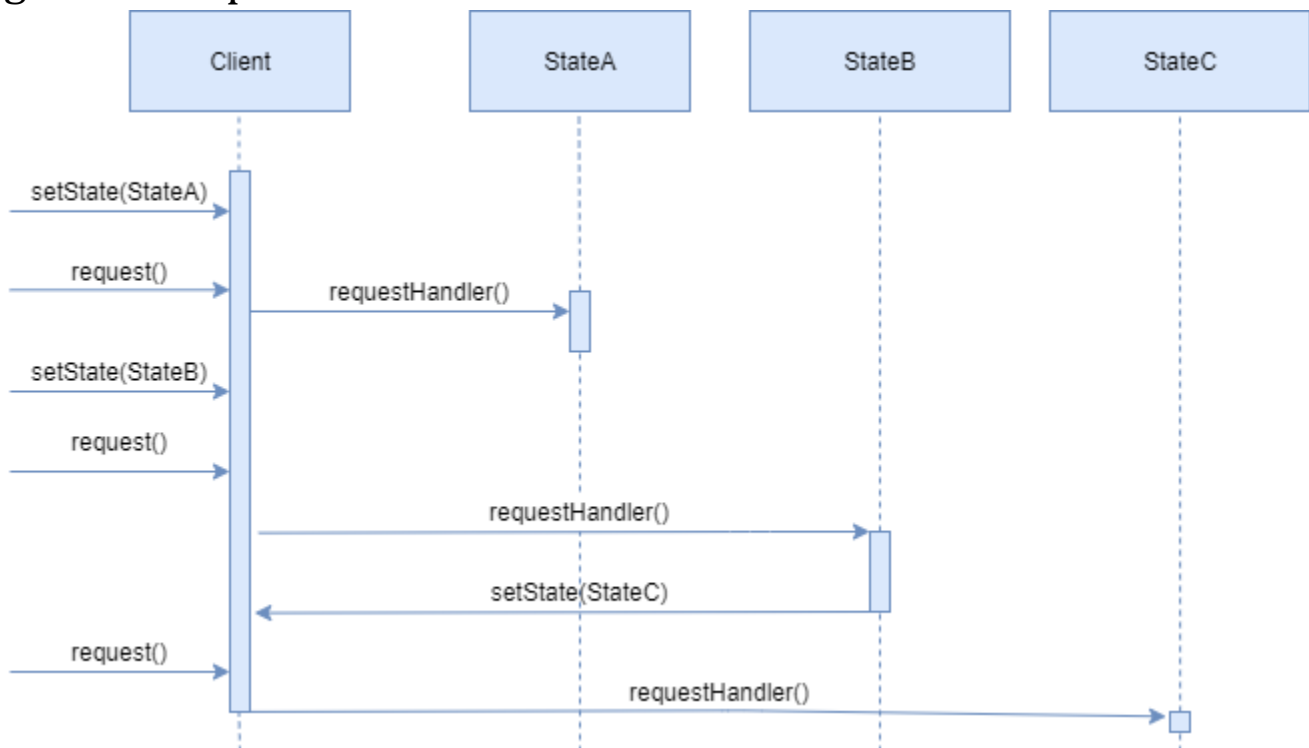 Client
StateA
StateB
StateC
setState(StateA)
request()
requestHandler()
setState(StateB)
request()
requestHandler()
setState(StateC)
request()
requestHandler()